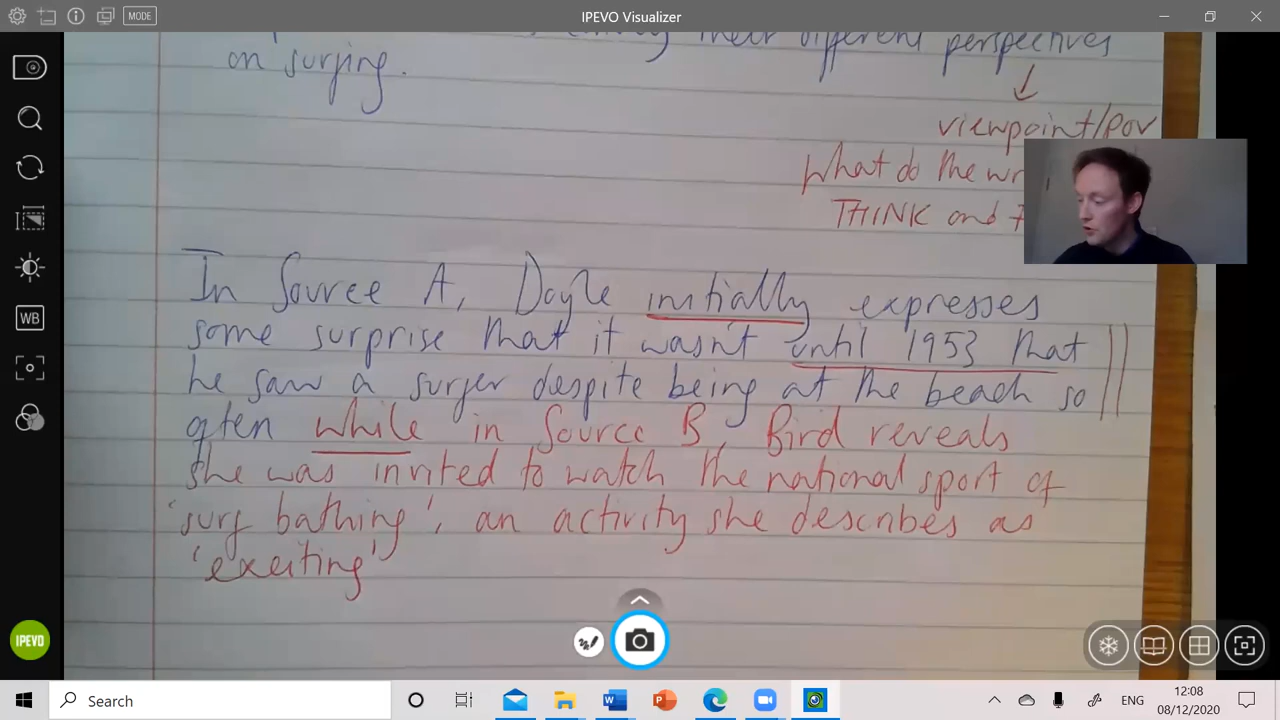 IPEVO Visualizer
MODE
their different perspectives
on surfing.
viewpoint/POV
What do the
THINK and
In Source A, Doyle initially expresses
some surprise that it wasn't until 1953 that
he saw a surfer despite being at the beach so
often while in Source B, Bird reveals
she was invited to watch the national sport of
'surf bathing', an activity she describes as
'exciting'
WB
IPEVO
Search
ENG
12:08
08/12/2020